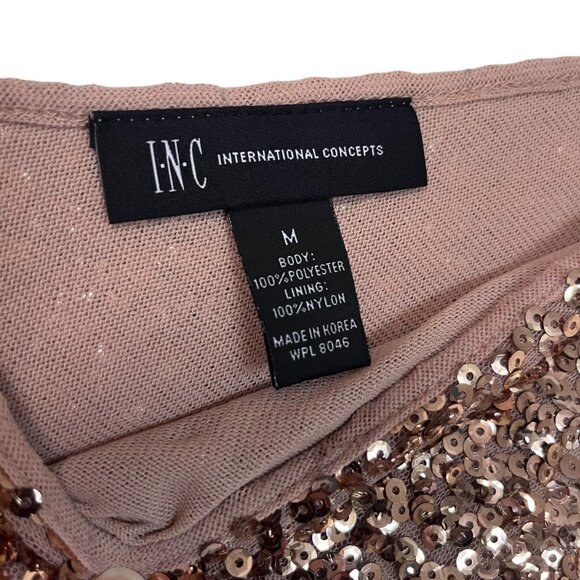 I·N·C INTERNATIONAL CONCEPTS
M
BODY:
100%POLYESTER
LINING:
100%NYLON
MADE IN KOREA
WPL 8046